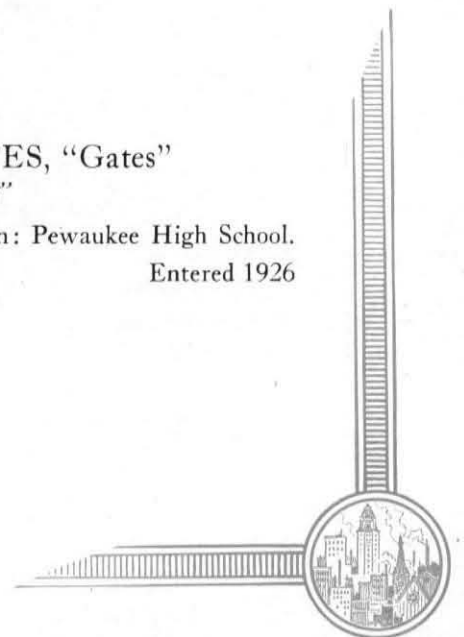 ES, “Gates”
”
n: Pewaukee High School.
Entered 1926